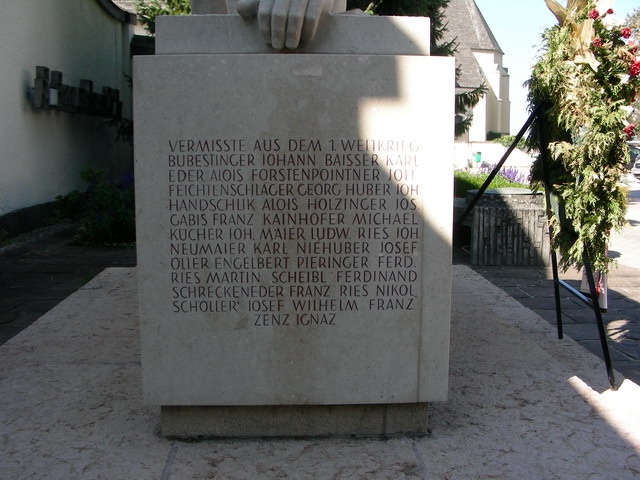 VERMISSTE AUS DEM 1. WELTKRIEG
BUBESTINGER JOHANN BAISSER KARL
EDER ALOIS FORSTENPOINTNER JOH
FEICHTENSCHLAGER GEORG HUBER JOH
HANDSCHUK ALOIS HOLZINGER JOS
GABIS FRANZ KAINHOFER MICHAEL
KÜCHER JOH. MAIER LUDW. RIES JOH
NEUMAIER KARL NIEHUBER JOSEF
OLLER ENGELBERT PIERINGER FERD.
RIES MARTIN SCHEIBL FERDINAND
SCHRECKENEDER FRANZ RIES NIKOL
SCHOLLER JOSEF WILHELM FRANZ
ZENZ IGNAZ